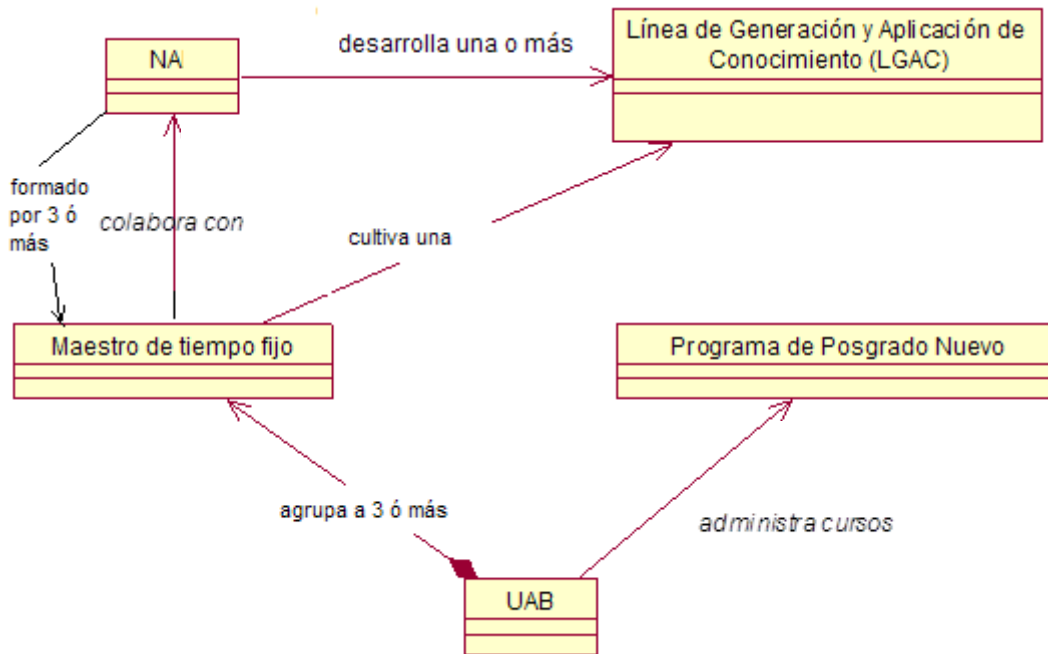 NA
desarrolla una o más
Línea de Generación y Aplicación de
Conocimiento (LGAC)
formado
por 3 ó
más
colabora con
cultiva una
Maestro de tiempo fijo
Programa de Posgrado Nuevo
agrupa a 3 ó más
administra cursos
UAB